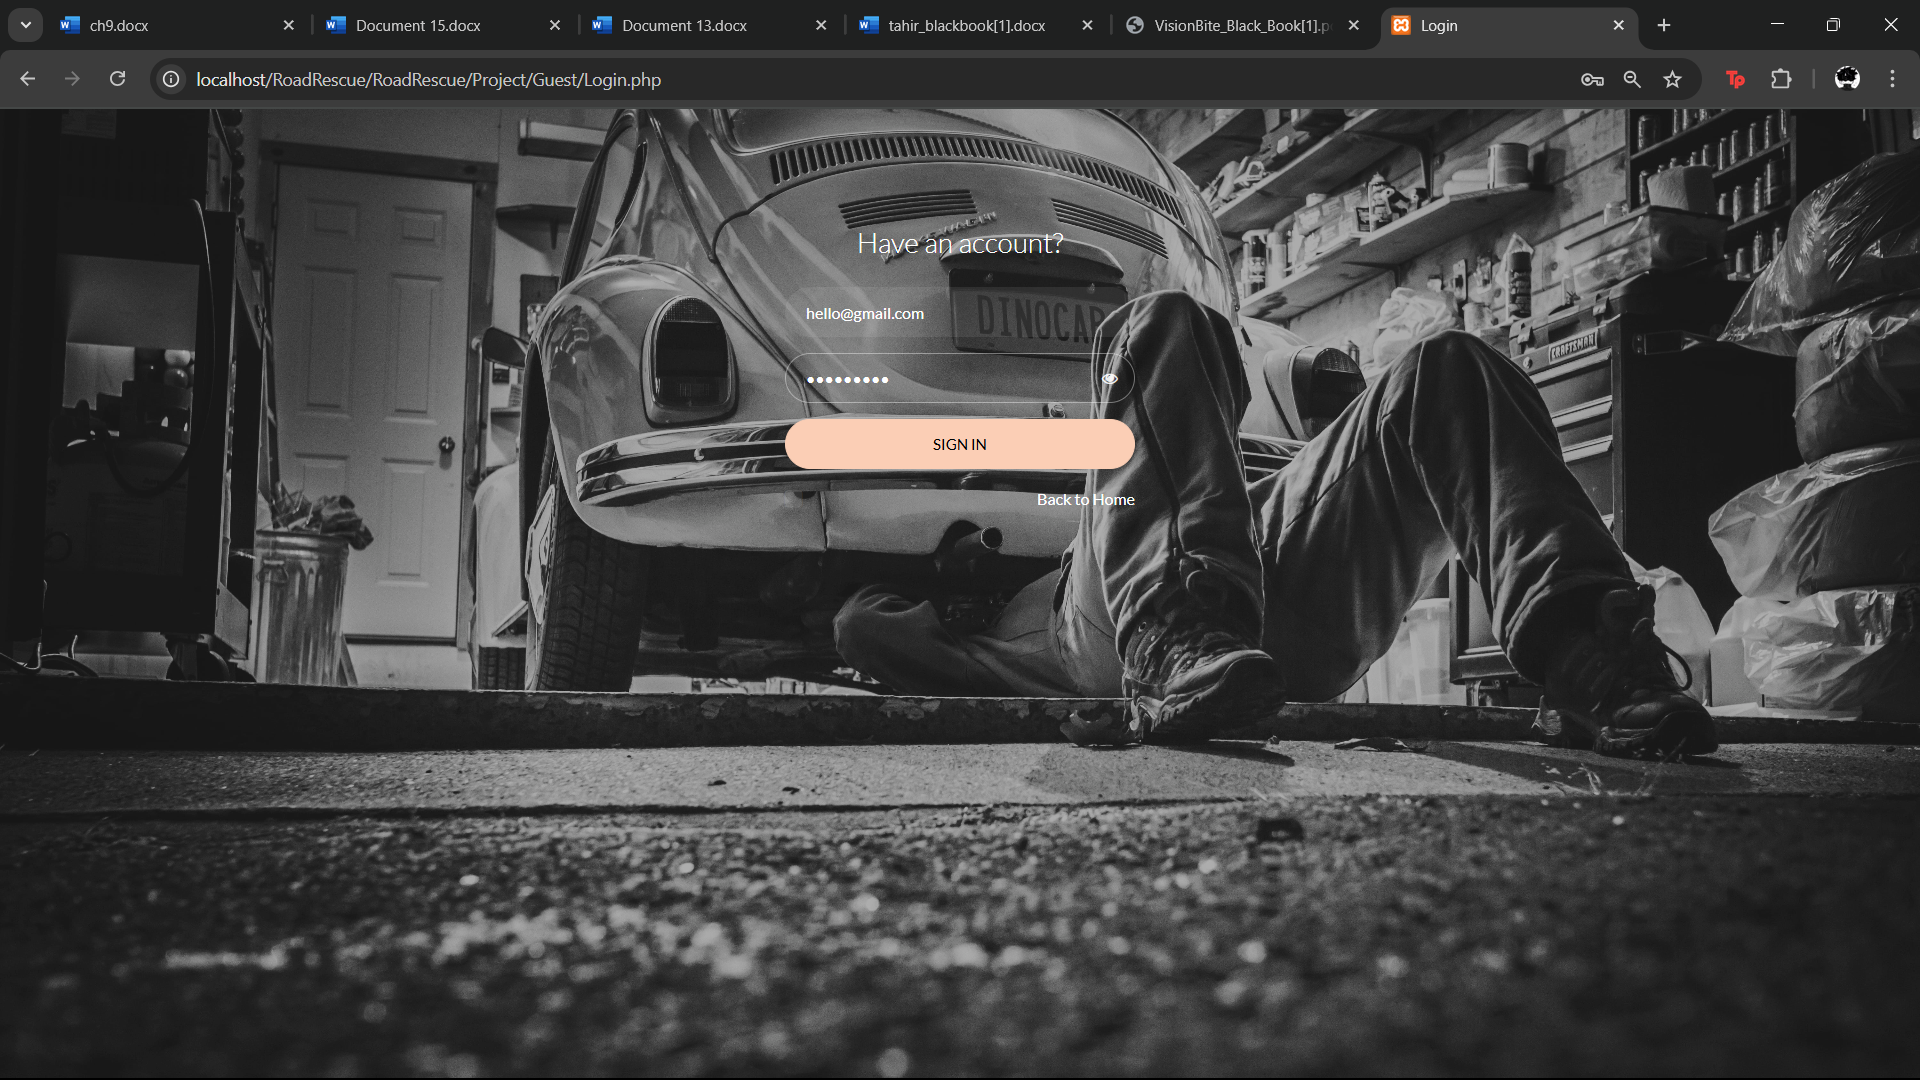 ch9.docx
Document 15.docx
Document 13.docx
tahir_blackbook[1].docx
VisionBite_Black_Book[1].p
Login
localhost/RoadRescue/RoadRescue/Project/Guest/Login.php
Tp
Have an account?
hello@gmail.com
DINOCAR
CRAFTSMAN
SIGN IN
Back to Home